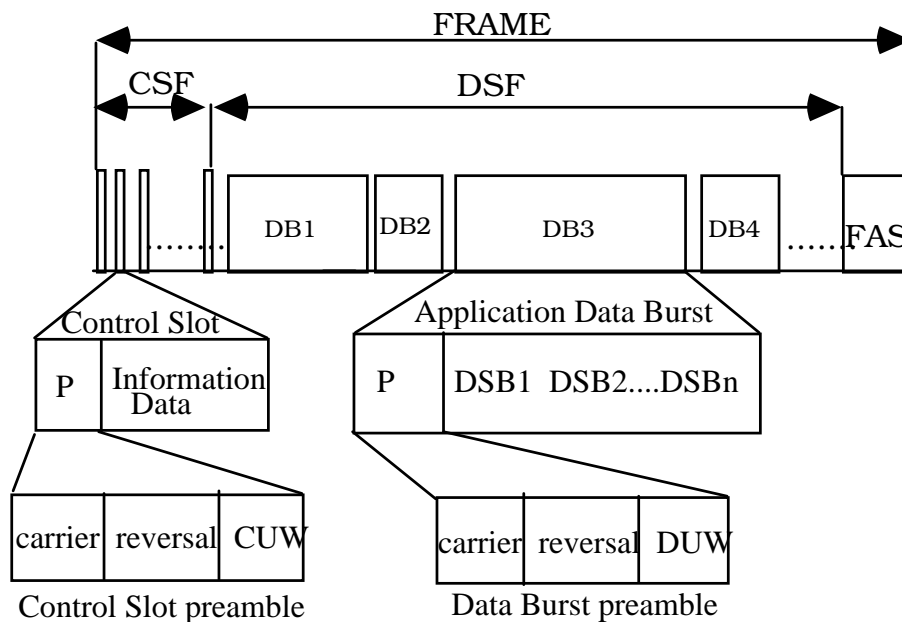 FRAME
CSF DSF
DB1 DB2 DB3 DB4 ........ ...... FAS
Control Slot Application Data Burst
P Information Data P DSB1 DSB2....DSBn
carrier reversal CUW carrier reversal DUW
Control Slot preamble Data Burst preamble